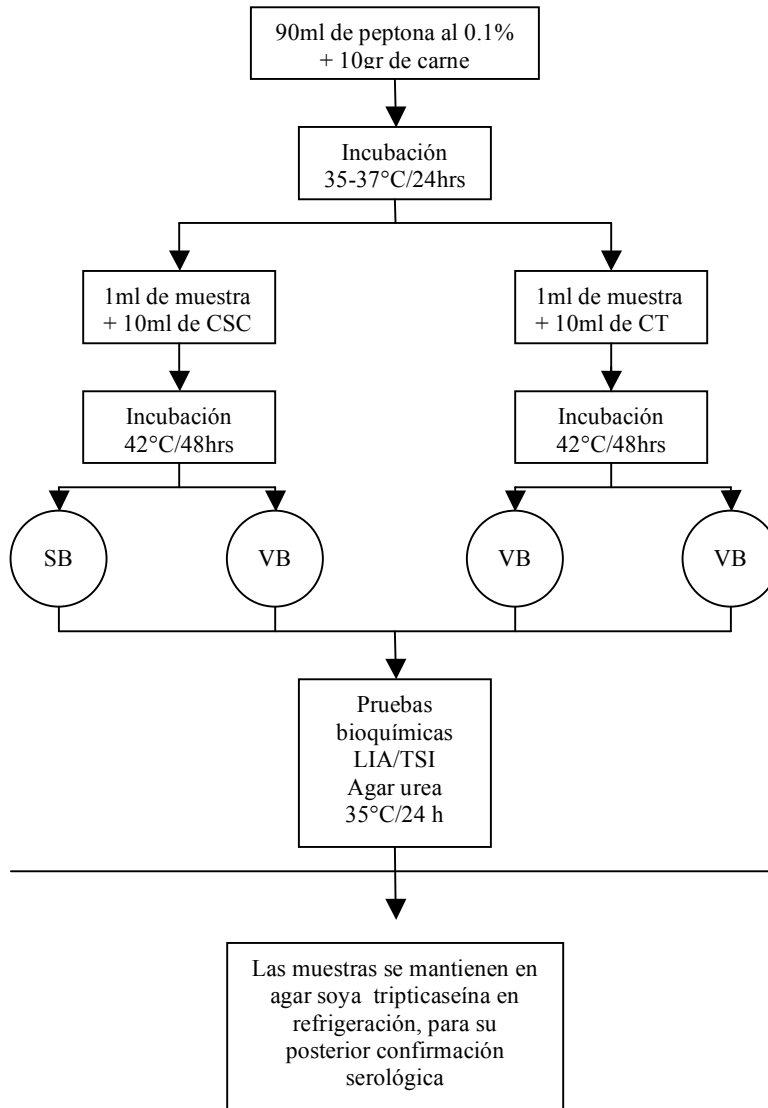 90ml de peptona al 0.1%
+ 10gr de carne
Incubación
35-37°C/24hrs
1ml de muestra
+ 10ml de CSC
1ml de muestra
+ 10ml de CT
Incubación
42°C/48hrs
Incubación
42°C/48hrs
SB
VB
VB
VB
Pruebas
bioquímicas
LIA/TSI
Agar urea
35°C/24 h
Las muestras se mantienen en
agar soya tripticaseína en
refrigeración, para su
posterior confirmación
serológica